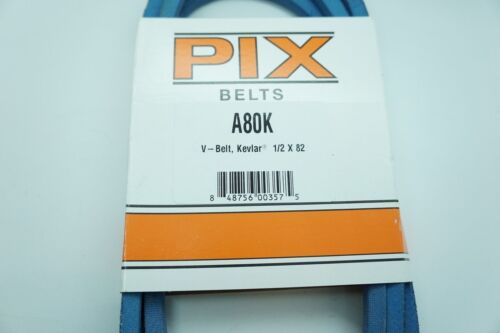 PIX
BELTS
A80K
V-Belt, Kevlar® 1/2 X 82
8 48756 00357 5